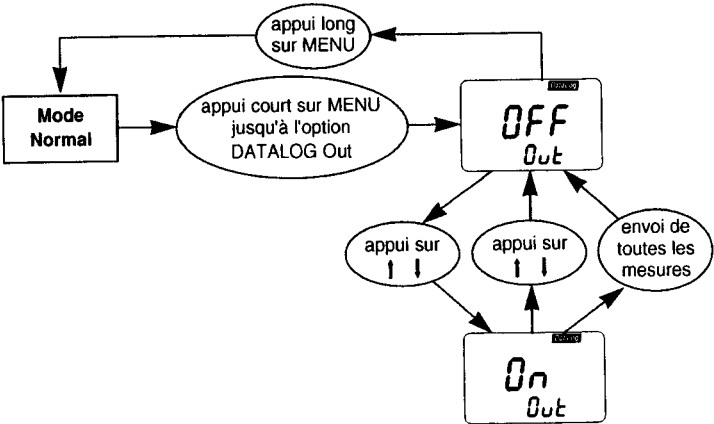 appui long
sur MENU
Mode
Normal
appui court sur MENU
jusqu'à l'option
DATALOG Out
OFF
Out
appui sur
↑ ↓
appui sur
↑ ↓
envoi de
toutes les
mesures
On
Out